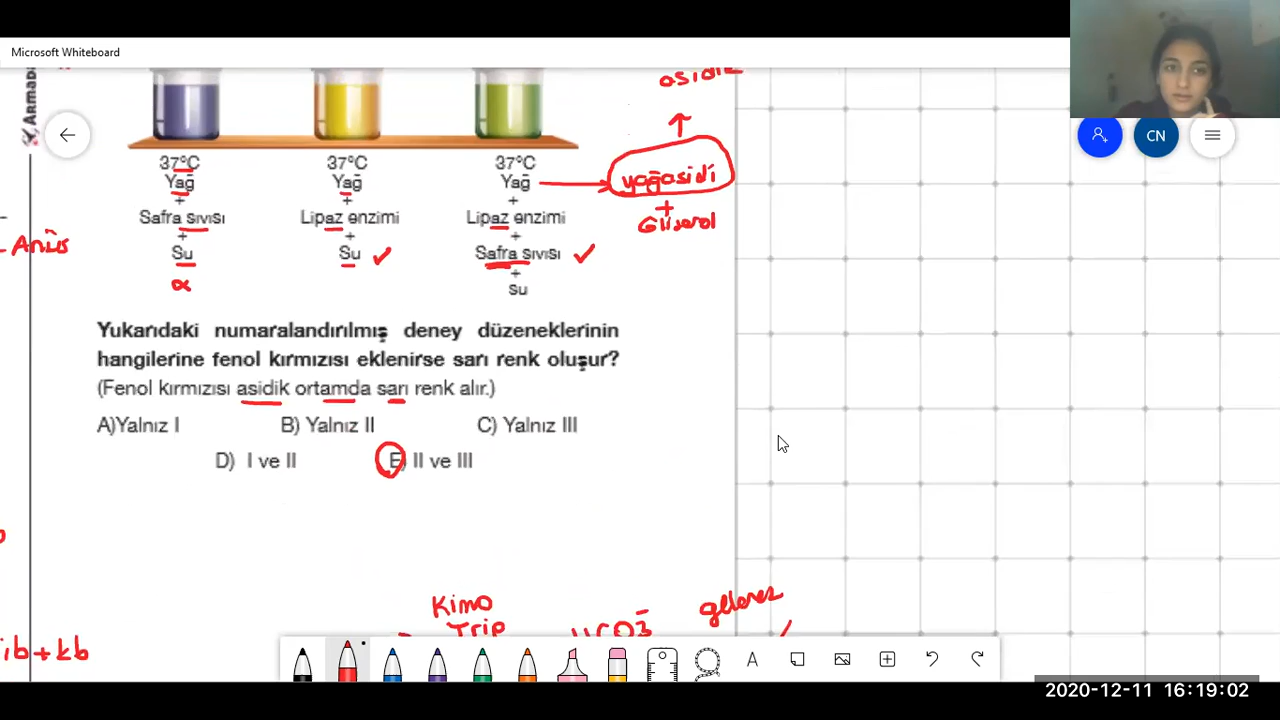 Microsoft Whiteboard
ARMADA
asidik
CN
37°C
Yağ
+
Safra sıvısı
+
Su
α
37°C
Yağ
+
Lipaz enzimi
+
Su ✓
37°C
Yağ
+
Lipaz enzimi
+
Safra sıvısı ✓
+
Su
yağasidi
+
Gliserol
- Anüs
Yukarıdaki numaralandırılmış deney düzeneklerinin
hangilerine fenol kırmızısı eklenirse sarı renk oluşur?
(Fenol kırmızısı asidik ortamda sarı renk alır.)
A)Yalnız I B) Yalnız II C) Yalnız III
D) I ve II E) II ve III
Kimo
Trip
HCO3-
ib + kb
A
2020-12-11 16:19:02